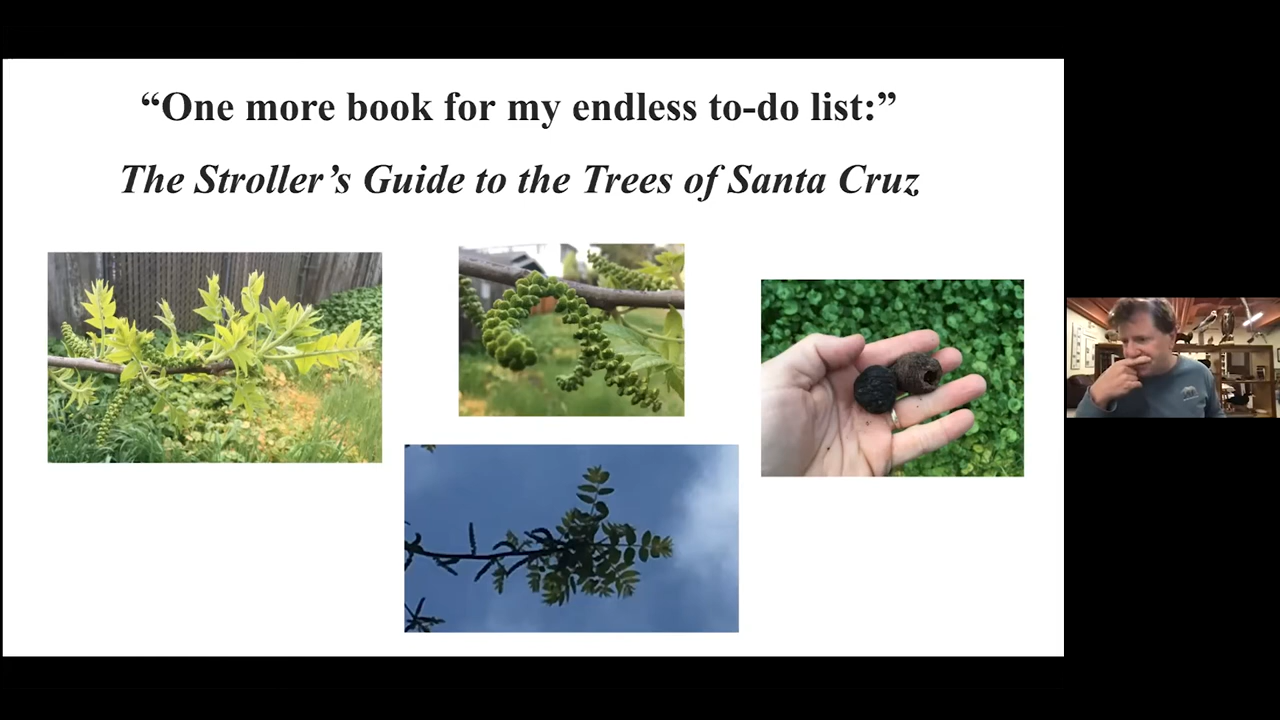 “One more book for my endless to-do list:”
The Stroller’s Guide to the Trees of Santa Cruz